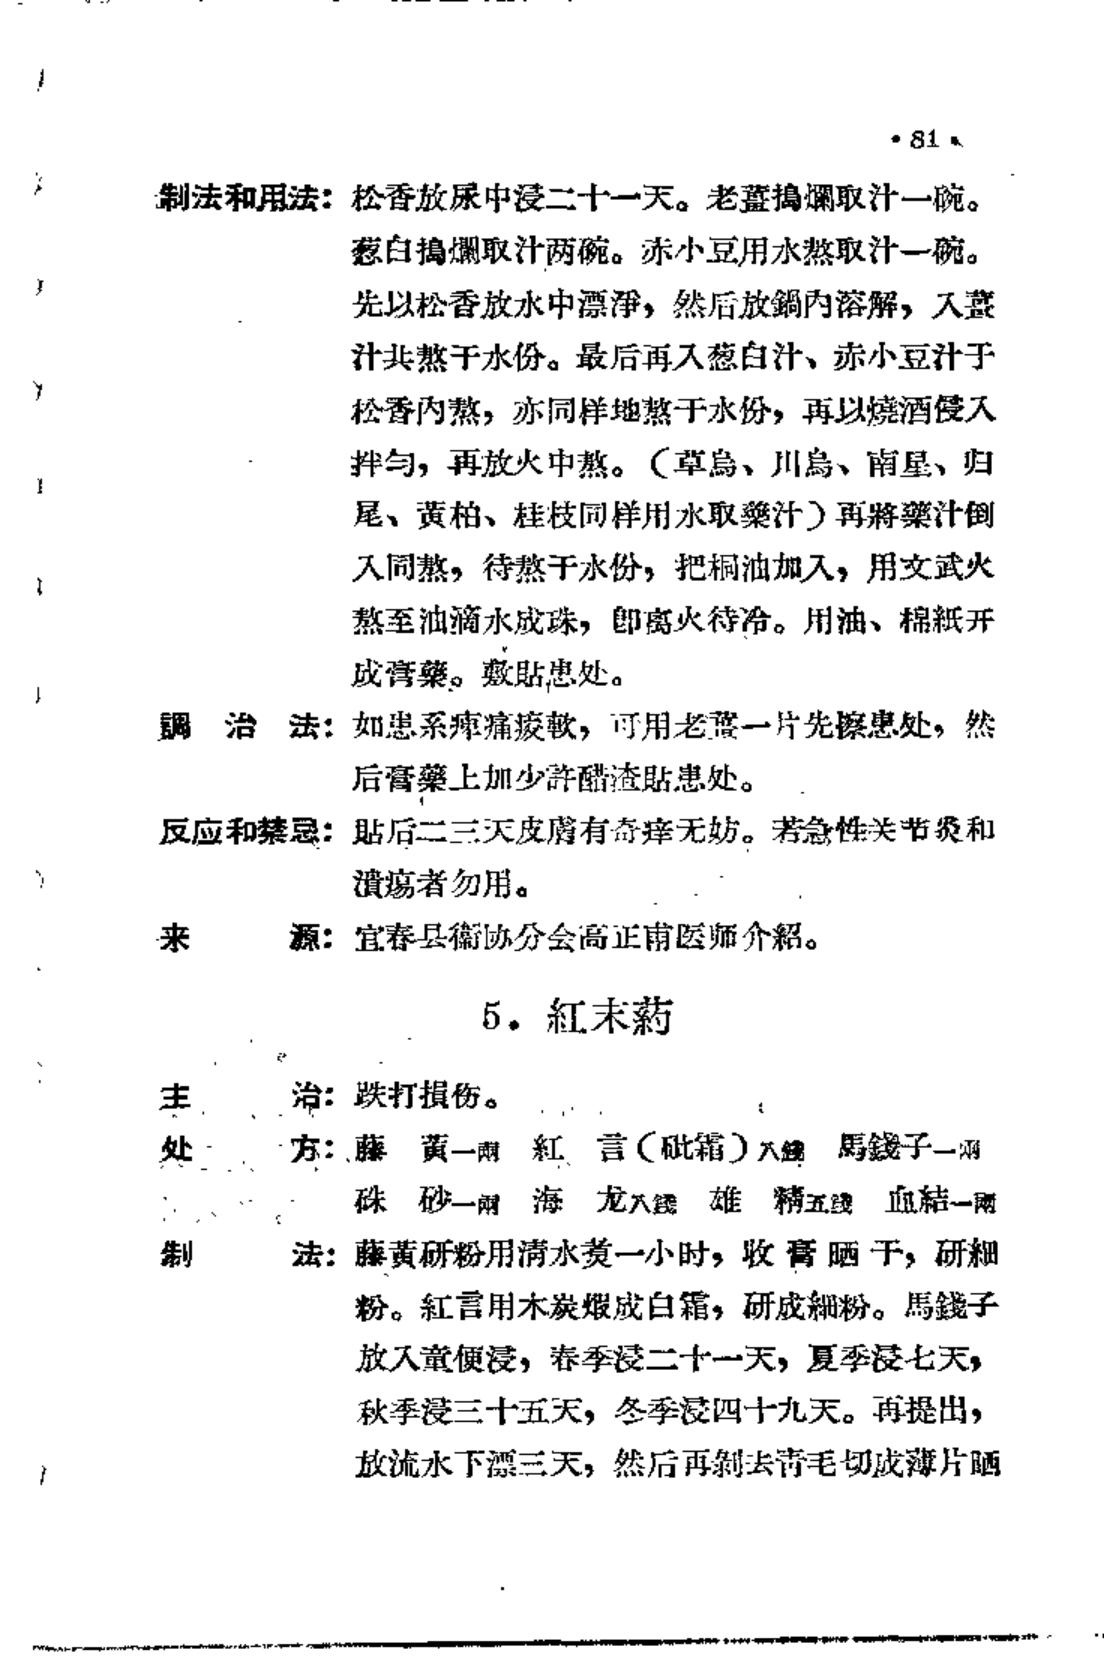 • 81 •
制法和用法：松香放尿中浸二十一天。老薑搗爛取汁一碗。
葱白搗爛取汁两碗。赤小豆用水熬取汁一碗。
先以松香放水中漂淨，然后放鍋內溶解，入薑
汁共熬干水份。最后再入葱白汁、赤小豆汁于
松香內熬，亦同样地熬干水份，再以燒酒侵入
拌匀，再放火中熬。（草烏、川烏、南星、归
尾、黄柏、桂枝同样用水取藥汁）再將藥汁倒
入同熬，待熬干水份，把桐油加入，用文武火
熬至油滴水成珠，卽离火待冷。用油、棉紙开
成膏藥。敷貼患处。
調治法：如患系痺痛痠軟，可用老薑一片先擦患处，然
后膏藥上加少許醋渣貼患处。
反应和禁忌：貼后二三天皮膚有奇痒无妨。若急性关节炎和
潰瘍者勿用。
来源：宜春县衞协分会高正甫医师介紹。
5．紅末葯
主治：跌打損伤。
处方：藤黃一兩 紅言（砒霜）八錢 馬錢子一兩
硃砂一兩 海龙八錢 雄精五錢 血結一兩
制法：藤黃研粉用清水煑一小时，收膏晒干，研細
粉。紅言用木炭煅成白霜，研成細粉。馬錢子
放入童便浸，春季浸二十一天，夏季浸七天，
秋季浸三十五天，冬季浸四十九天。再提出，
放流水下漂三天，然后再剝去青毛切成薄片晒